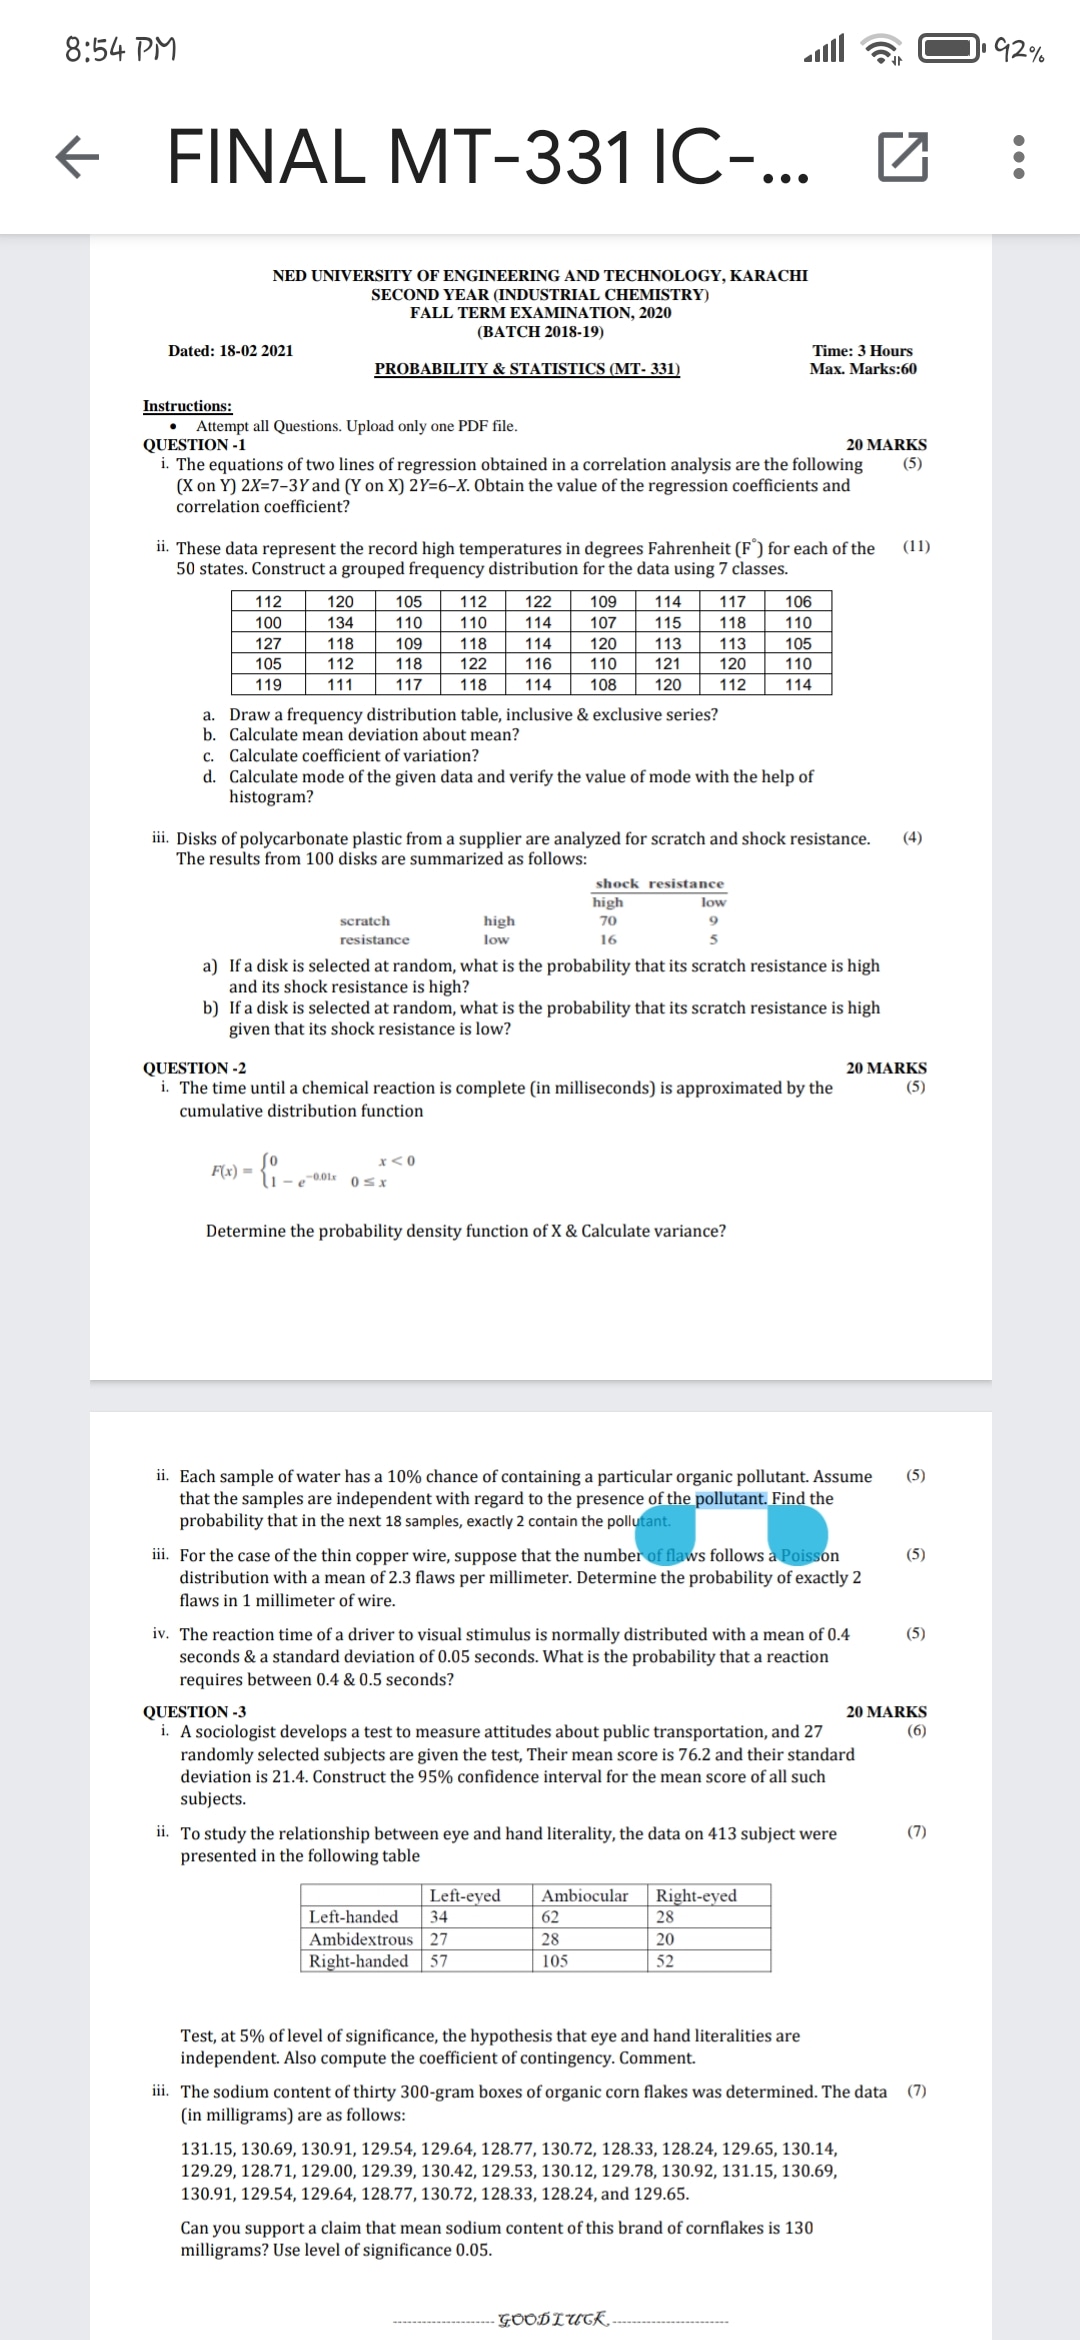 8:54 PM 92%
FINAL MT-331 IC-...
NED UNIVERSITY OF ENGINEERING AND TECHNOLOGY, KARACHI
SECOND YEAR (INDUSTRIAL CHEMISTRY)
FALL TERM EXAMINATION, 2020
(BATCH 2018-19)
Dated: 18-02 2021 Time: 3 Hours
PROBABILITY & STATISTICS (MT- 331) Max. Marks:60
Instructions:
• Attempt all Questions. Upload only one PDF file.
QUESTION -1 20 MARKS
i. The equations of two lines of regression obtained in a correlation analysis are the following (5)
(X on Y) 2X=7−3Y and (Y on X) 2Y=6−X. Obtain the value of the regression coefficients and
correlation coefficient?
ii. These data represent the record high temperatures in degrees Fahrenheit (F°) for each of the (11)
50 states. Construct a grouped frequency distribution for the data using 7 classes.
112 120 105 112 122 109 114 117 106
100 134 110 110 114 107 115 118 110
127 118 109 118 114 120 113 113 105
105 112 118 122 116 110 121 120 110
119 111 117 118 114 108 120 112 114
a. Draw a frequency distribution table, inclusive & exclusive series?
b. Calculate mean deviation about mean?
c. Calculate coefficient of variation?
d. Calculate mode of the given data and verify the value of mode with the help of
histogram?
iii. Disks of polycarbonate plastic from a supplier are analyzed for scratch and shock resistance. (4)
The results from 100 disks are summarized as follows:
shock resistance
high low
scratch high 70 9
resistance low 16 5
a) If a disk is selected at random, what is the probability that its scratch resistance is high
and its shock resistance is high?
b) If a disk is selected at random, what is the probability that its scratch resistance is high
given that its shock resistance is low?
QUESTION -2 20 MARKS
i. The time until a chemical reaction is complete (in milliseconds) is approximated by the (5)
cumulative distribution function
F(x) = {0 x < 0
1 − e^−0.01x 0 ≤ x
Determine the probability density function of X & Calculate variance?
ii. Each sample of water has a 10% chance of containing a particular organic pollutant. Assume (5)
that the samples are independent with regard to the presence of the pollutant. Find the
probability that in the next 18 samples, exactly 2 contain the pollutant.
iii. For the case of the thin copper wire, suppose that the number of flaws follows a Poisson (5)
distribution with a mean of 2.3 flaws per millimeter. Determine the probability of exactly 2
flaws in 1 millimeter of wire.
iv. The reaction time of a driver to visual stimulus is normally distributed with a mean of 0.4 (5)
seconds & a standard deviation of 0.05 seconds. What is the probability that a reaction
requires between 0.4 & 0.5 seconds?
QUESTION -3 20 MARKS
i. A sociologist develops a test to measure attitudes about public transportation, and 27 (6)
randomly selected subjects are given the test, Their mean score is 76.2 and their standard
deviation is 21.4. Construct the 95% confidence interval for the mean score of all such
subjects.
ii. To study the relationship between eye and hand literality, the data on 413 subject were (7)
presented in the following table
Left-eyed Ambiocular Right-eyed
Left-handed 34 62 28
Ambidextrous 27 28 20
Right-handed 57 105 52
Test, at 5% of level of significance, the hypothesis that eye and hand literalities are
independent. Also compute the coefficient of contingency. Comment.
iii. The sodium content of thirty 300-gram boxes of organic corn flakes was determined. The data (7)
(in milligrams) are as follows:
131.15, 130.69, 130.91, 129.54, 129.64, 128.77, 130.72, 128.33, 128.24, 129.65, 130.14,
129.29, 128.71, 129.00, 129.39, 130.42, 129.53, 130.12, 129.78, 130.92, 131.15, 130.69,
130.91, 129.54, 129.64, 128.77, 130.72, 128.33, 128.24, and 129.65.
Can you support a claim that mean sodium content of this brand of cornflakes is 130
milligrams? Use level of significance 0.05.
GOOD LUCK